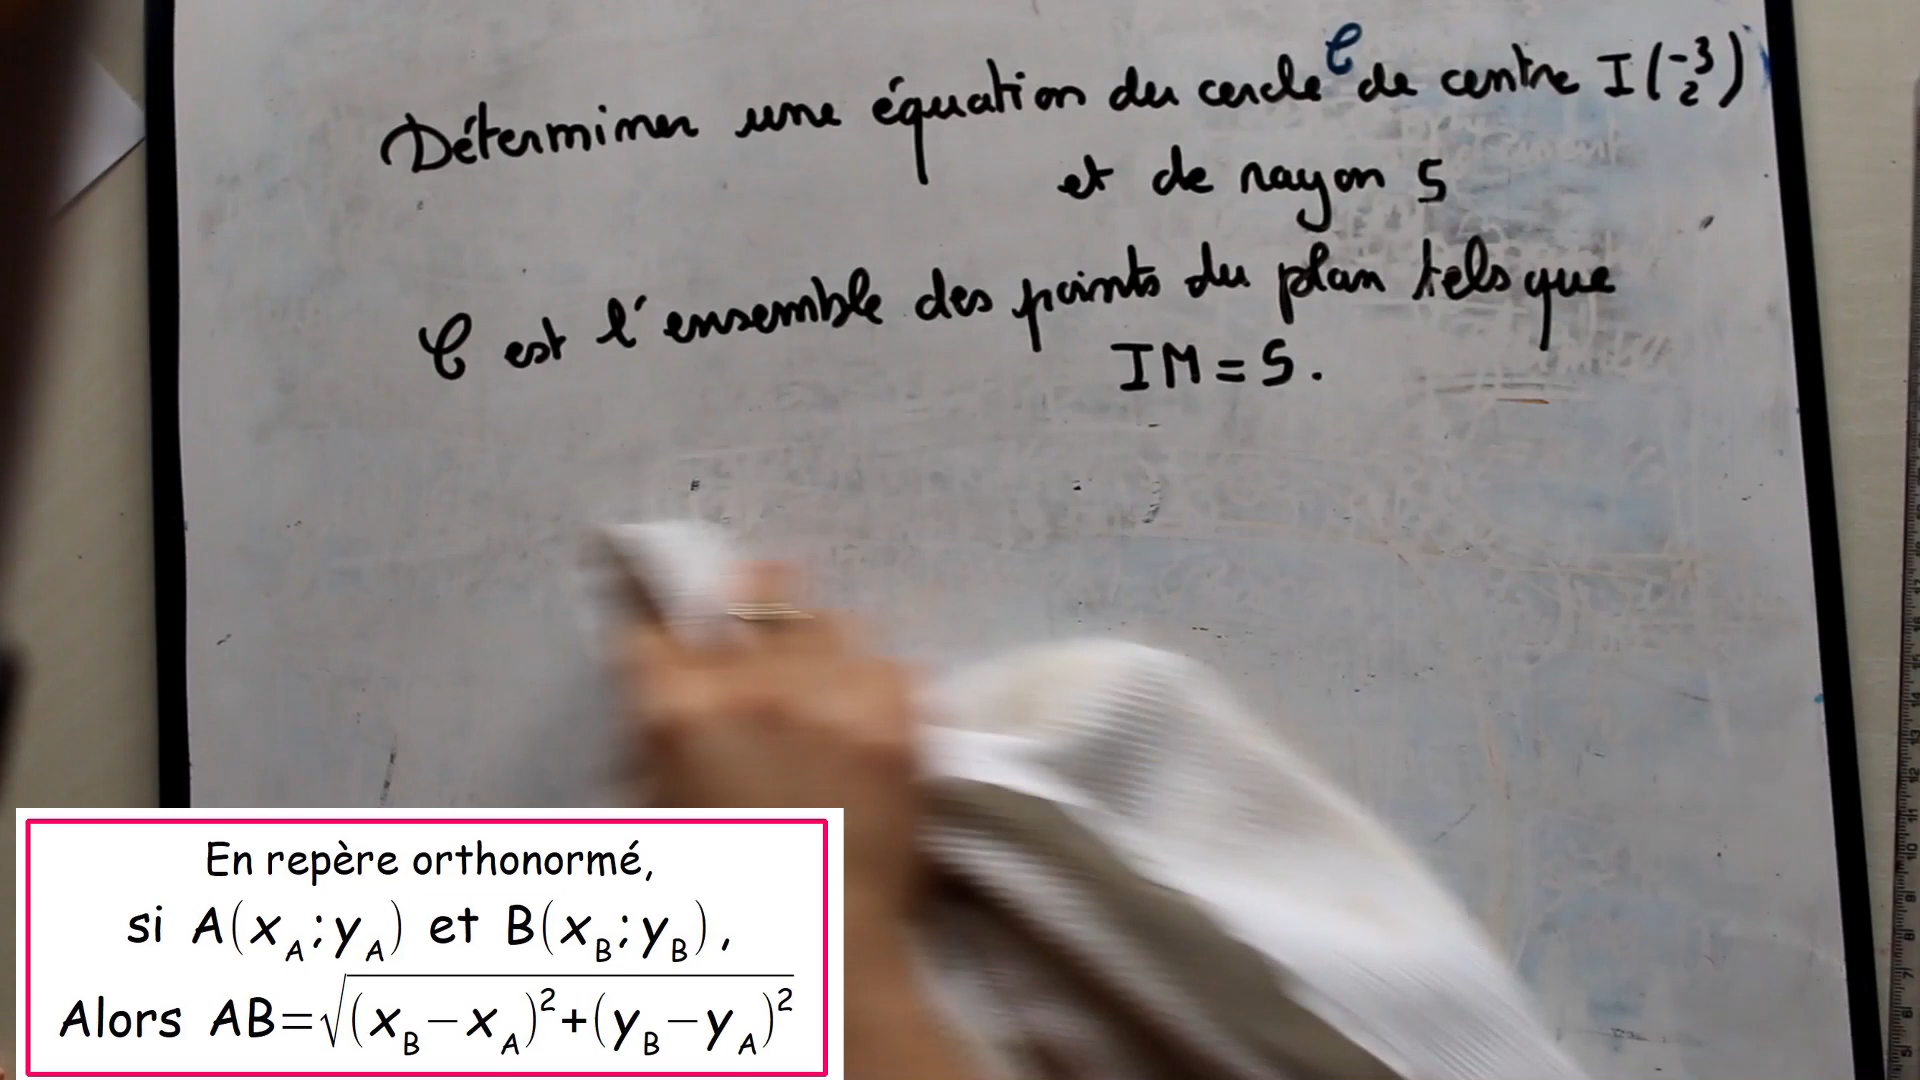 Déterminer une équation du cercle C de centre I(-3 2)
et de rayon 5
C est l'ensemble des points du plan tels que
IM = 5.
En repère orthonormé,
si A(x_A ; y_A) et B(x_B ; y_B),
Alors AB=√((x_B−x_A)²+(y_B−y_A)²)